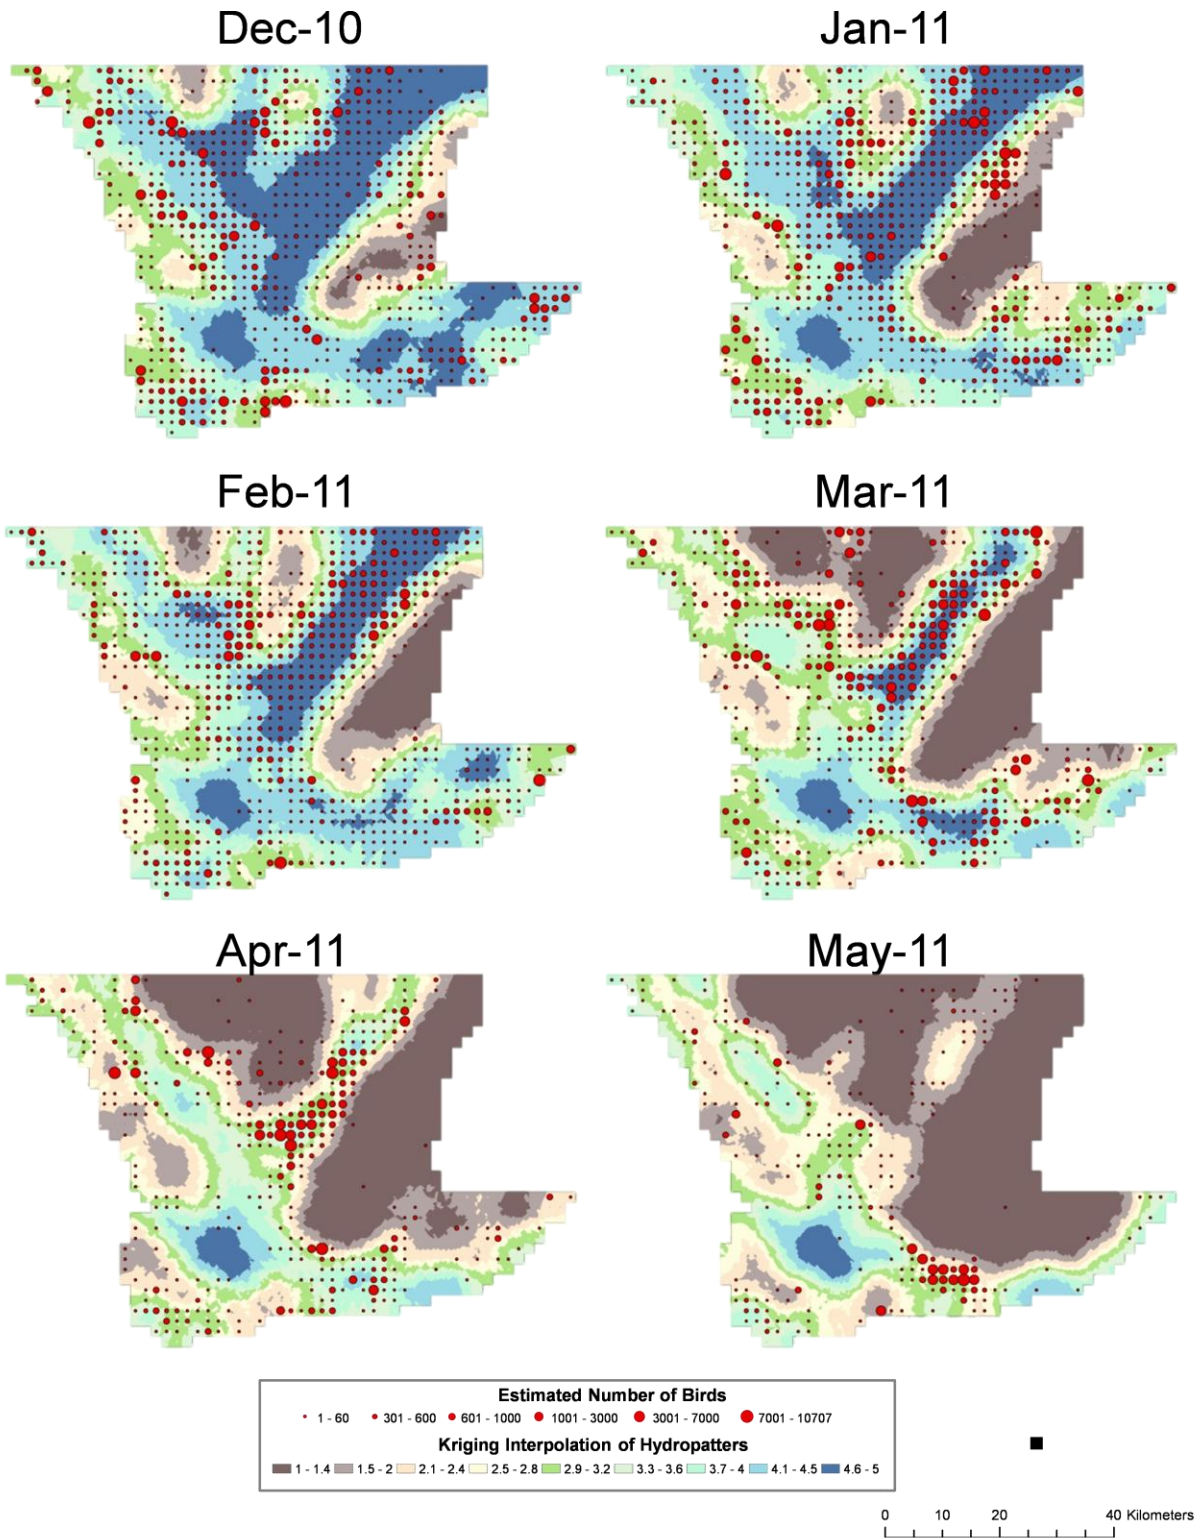 Dec-10
Jan-11
Feb-11
Mar-11
Apr-11
May-11
Estimated Number of Birds
1 - 60 301 - 600 601 - 1000 1001 - 3000 3001 - 7000 7001 - 10707
Kriging Interpolation of Hydropatters
1 - 1.4 1.5 - 2 2.1 - 2.4 2.5 - 2.8 2.9 - 3.2 3.3 - 3.6 3.7 - 4 4.1 - 4.5 4.6 - 5
0 10 20 40 Kilometers